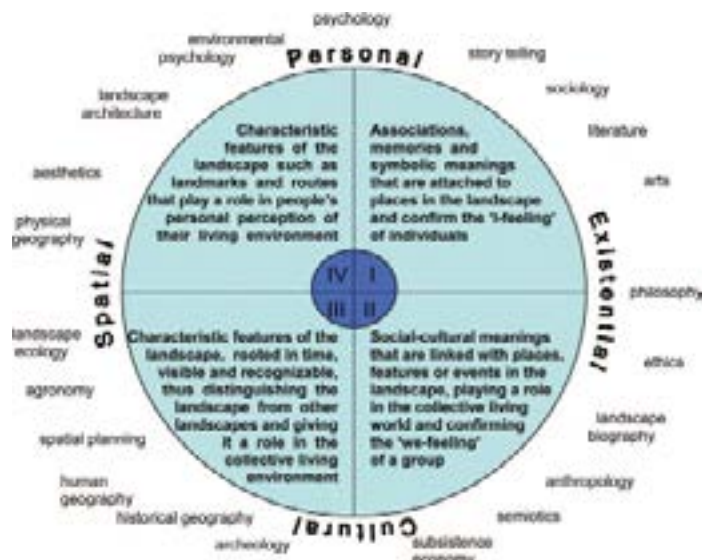 psychology
environmental
psychology
Personal
story telling
sociology
landscape
architecture
literature
aesthetics
arts
physical
geography
Spatial
Existential
philosophy
landscape
ecology
ethics
agronomy
landscape
biography
spatial planning
anthropology
human
geography
semiotics
historical geography
Cultural
archeology
subsistence
economy
Characteristic
features of the
landscape such as
landmarks and routes
that play a role in people's
personal perception of
their living environment
Associations,
memories and
symbolic meanings
that are attached to
places in the landscape
and confirm the 'I-feeling'
of individuals
IV I
III II
Characteristic features of the
landscape, rooted in time,
visible and recognizable,
thus distinguishing the
landscape from other
landscapes and giving
it a role in the
collective living
environment
Social-cultural meanings
that are linked with places,
features or events in the
landscape, playing a role
in the collective living
world and confirming
the 'we-feeling'
of a group